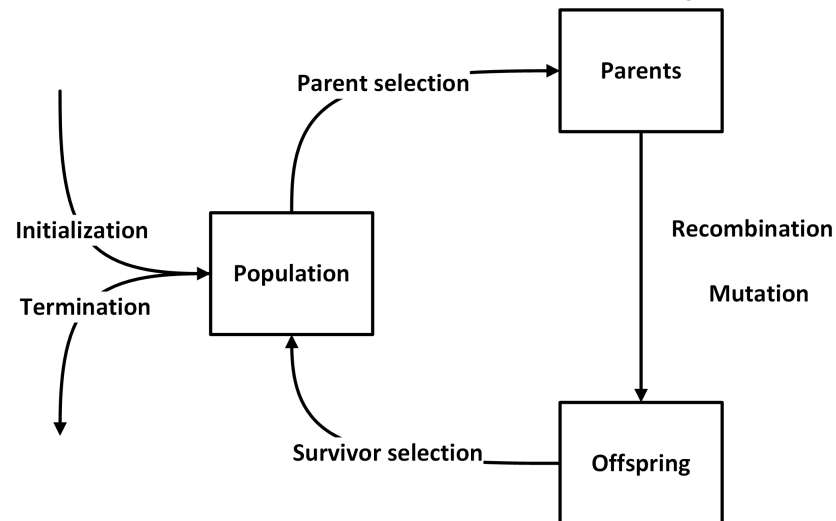 Parents
Parent selection
Recombination
Initialization
Population
Mutation
Termination
Survivor selection
Offspring